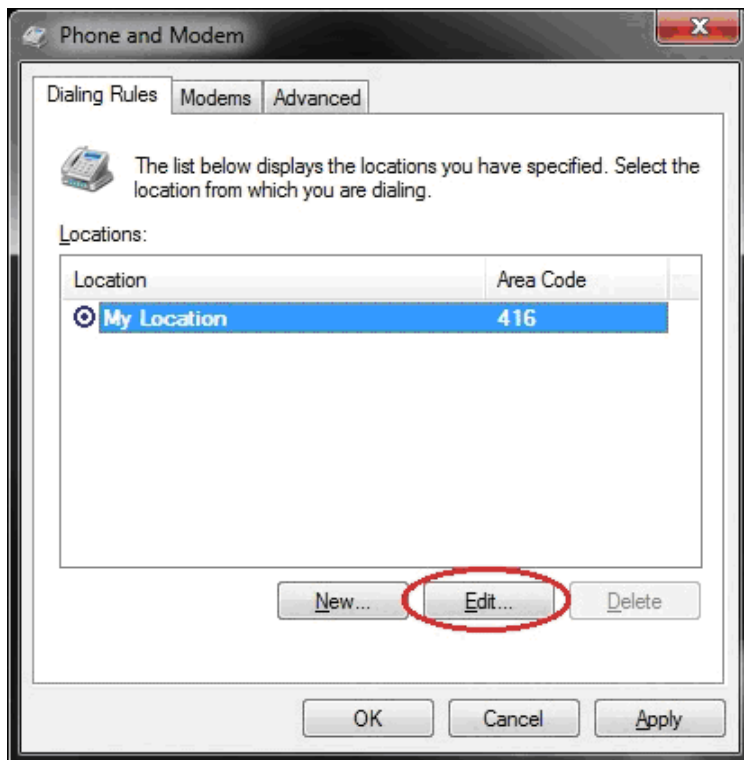 Phone and Modem
Dialing Rules Modems Advanced
The list below displays the locations you have specified. Select the
location from which you are dialing.
Locations:
Location Area Code
My Location 416
New... Edit... Delete
OK Cancel Apply